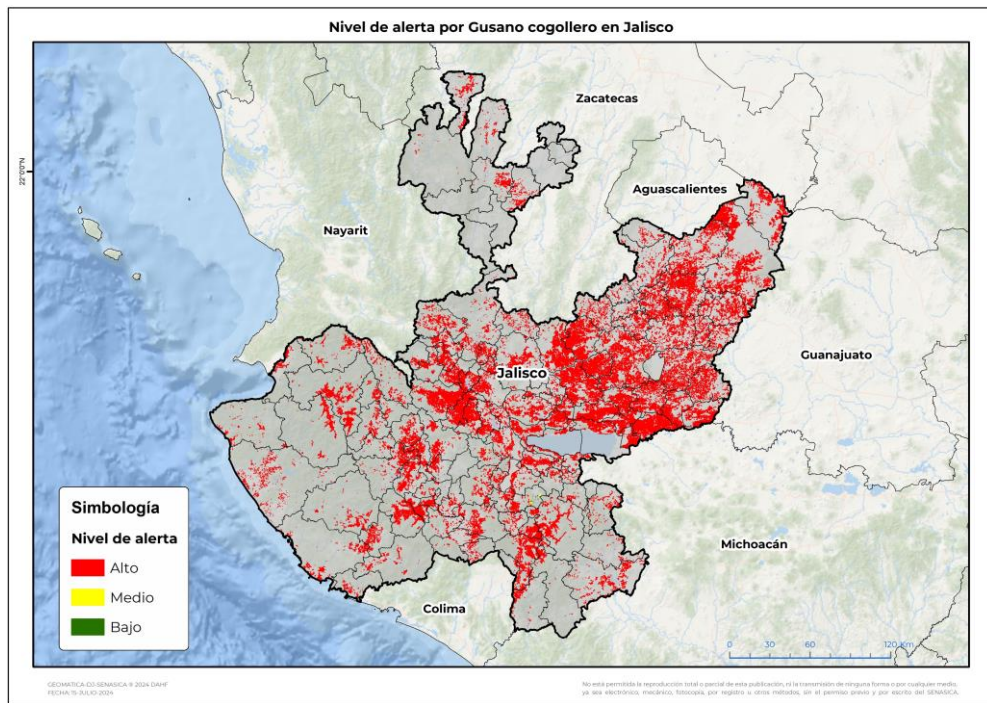 Nivel de alerta por Gusano cogollero en Jalisco
Zacatecas
22°0'0"N
Aguascalientes
Nayarit
Guanajuato
Jalisco
Simbología
Nivel de alerta
Alto
Medio
Bajo
Michoacán
Colima
0 30 60 120 Km
GEOMÁTICA-CG-SENASICA © 2024 DAHF
FECHA:15-JULIO-2024
No está permitida la reproducción total o parcial de esta publicación, ni la transmisión de ninguna forma o por cualquier medio,
ya sea electrónico, mecánico, fotocopia, por registro u otros métodos, sin el permiso previo y por escrito del SENASICA.